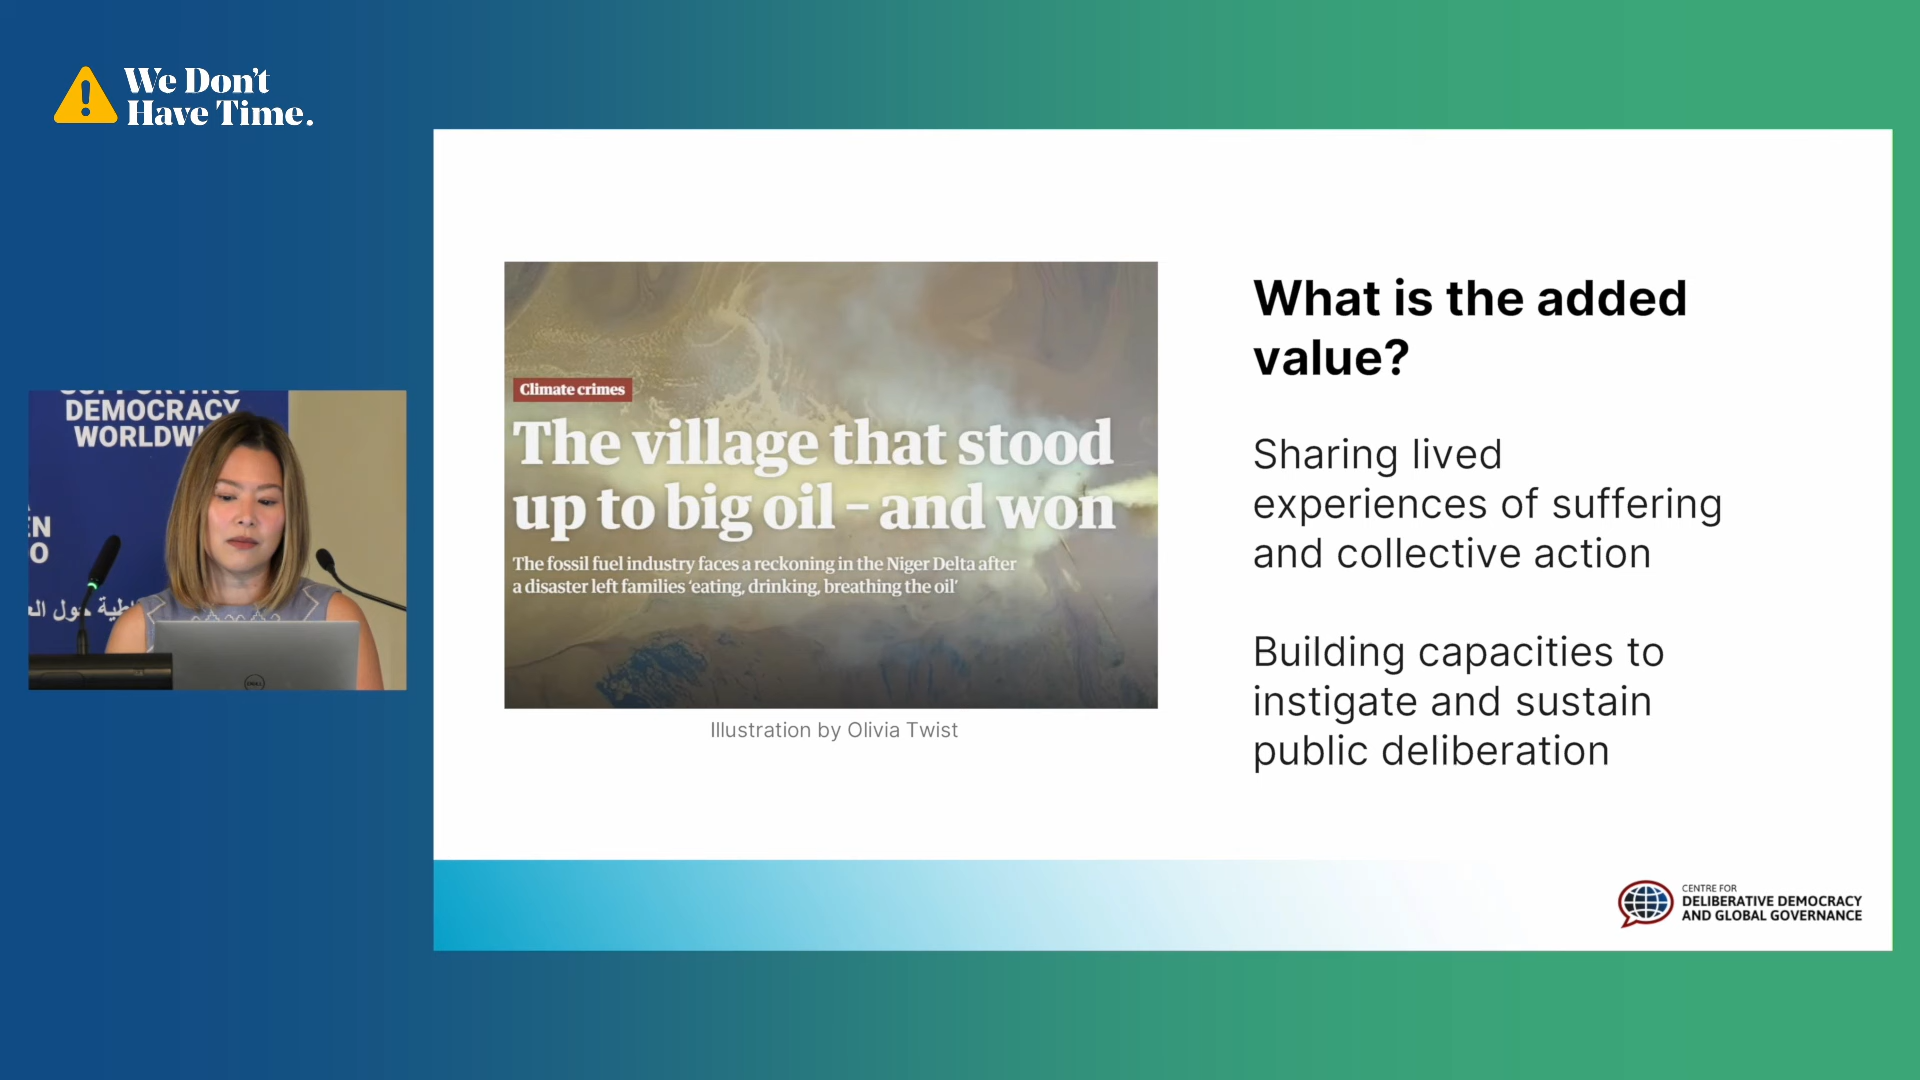 We Don't
Have Time.
DEMOCRACY
WORLDW
EN
O
DELL
What is the added
value?
Climate crimes
The village that stood
up to big oil – and won
The fossil fuel industry faces a reckoning in the Niger Delta after
a disaster left families ‘eating, drinking, breathing the oil’
Illustration by Olivia Twist
Sharing lived
experiences of suffering
and collective action
Building capacities to
instigate and sustain
public deliberation
CENTRE FOR
DELIBERATIVE DEMOCRACY
AND GLOBAL GOVERNANCE